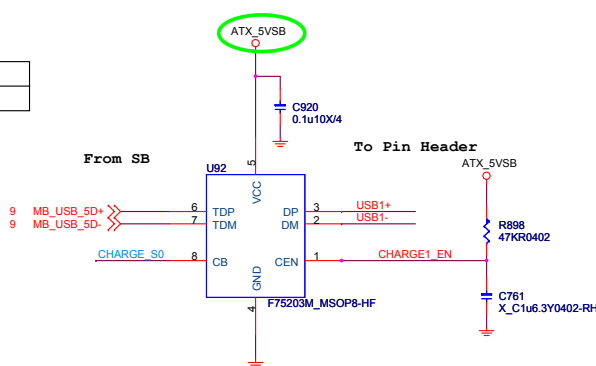 ATX_5VSB
C920
0.1u10X/4
From SB
To Pin Header
ATX_5VSB
U92
5
VCC
9 MB_USB_5D+ 6 TDP DP 3 USB1+
9 MB_USB_5D- 7 TDM DM 2 USB1-
R898
47KR0402
CHARGE_S0 8 CB CEN 1 CHARGE1_EN
GND
4
F75203M_MSOP8-HF
C761
X_C1u6.3Y0402-RH